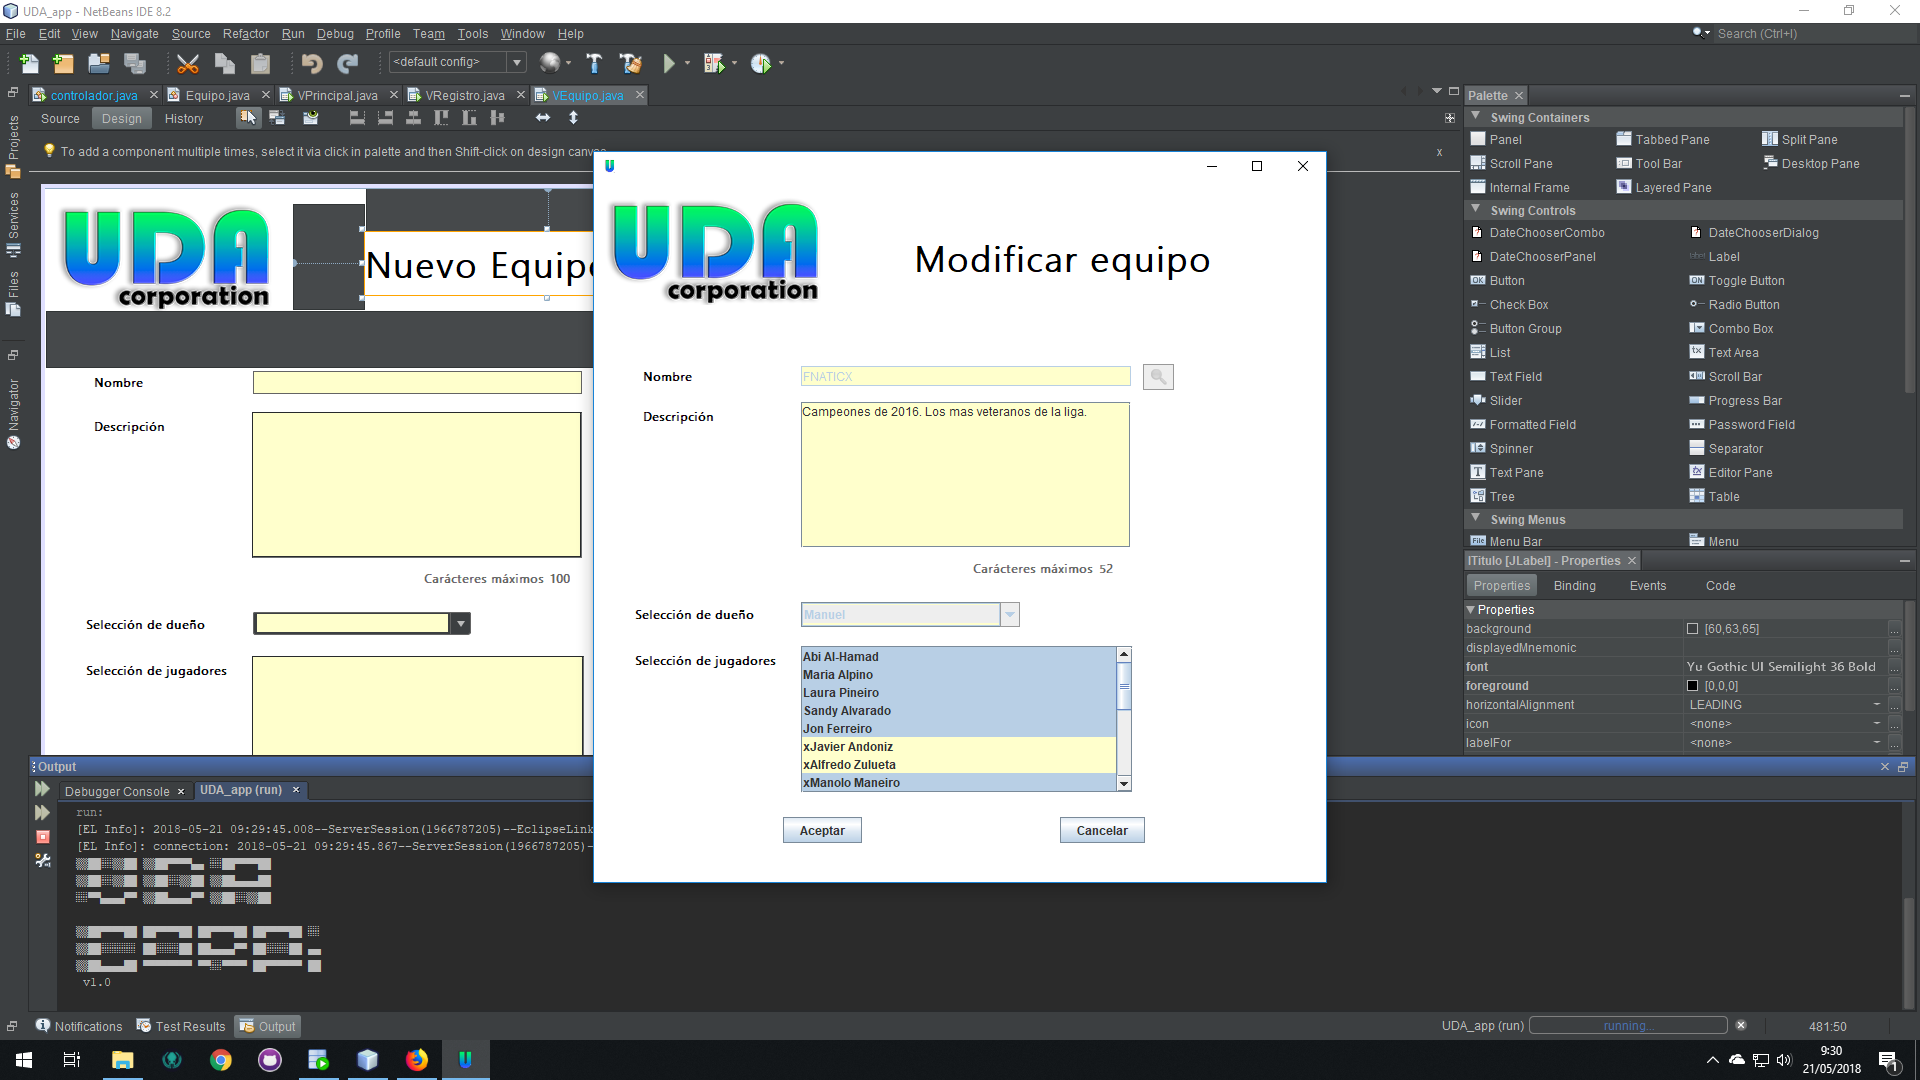 UDA_app - NetBeans IDE 8.2
File Edit View Navigate Source Refactor Run Debug Profile Team Tools Window Help
Search (Ctrl+I)
<default config>
controlador.java
Equipo.java
VPrincipal.java
VRegistro.java
VEquipo.java
Source Design History
To add a component multiple times, select it via click in palette and then Shift-click on design canvas.
x
Projects
Services
Files
Navigator
UDA
corporation
Nuevo Equipo
Nombre
Descripción
Carácteres máximos 100
Selección de dueño
Selección de jugadores
UDA
corporation
Modificar equipo
Nombre
FNATICX
Descripción
Campeones de 2016. Los mas veteranos de la liga.
Carácteres máximos 52
Selección de dueño
Manuel
Selección de jugadores
Abi Al-Hamad
Maria Alpino
Laura Pineiro
Sandy Alvarado
Jon Ferreiro
xJavier Andoniz
xAlfredo Zulueta
xManolo Maneiro
Aceptar
Cancelar
Palette
Swing Containers
Panel Tabbed Pane Split Pane
Scroll Pane Tool Bar Desktop Pane
Internal Frame Layered Pane
Swing Controls
DateChooserCombo DateChooserDialog
DateChooserPanel Label
Button Toggle Button
Check Box Radio Button
Button Group Combo Box
List Text Area
Text Field Scroll Bar
Slider Progress Bar
Formatted Field Password Field
Spinner Separator
Text Pane Editor Pane
Tree Table
Swing Menus
Menu Bar Menu
lTitulo [JLabel] - Properties
Properties Binding Events Code
Properties
background [60,63,65]
displayedMnemonic
font Yu Gothic UI Semilight 36 Bold
foreground [0,0,0]
horizontalAlignment LEADING
icon <none>
labelFor <none>
Output
Debugger Console
UDA_app (run)
run:
[EL Info]: 2018-05-21 09:29:45.008--ServerSession(1966787205)--EclipseLink
[EL Info]: connection: 2018-05-21 09:29:45.867--ServerSession(1966787205)-
v1.0
Notifications Test Results Output
UDA_app (run) running... 481:50
9:30
21/05/2018
1